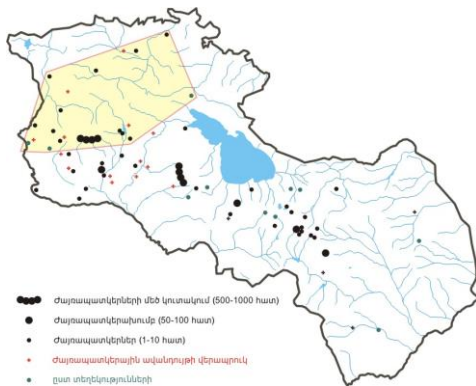 Ժայռապատկերների մեծ կուտակում (500-1000 հատ)
Ժայռապատկերախումբ (50-100 հատ)
Ժայռապատկերներ (1-10 հատ)
Ժայռապատկերային ավանդույթի վերապրուկ
ըստ տեղեկությունների